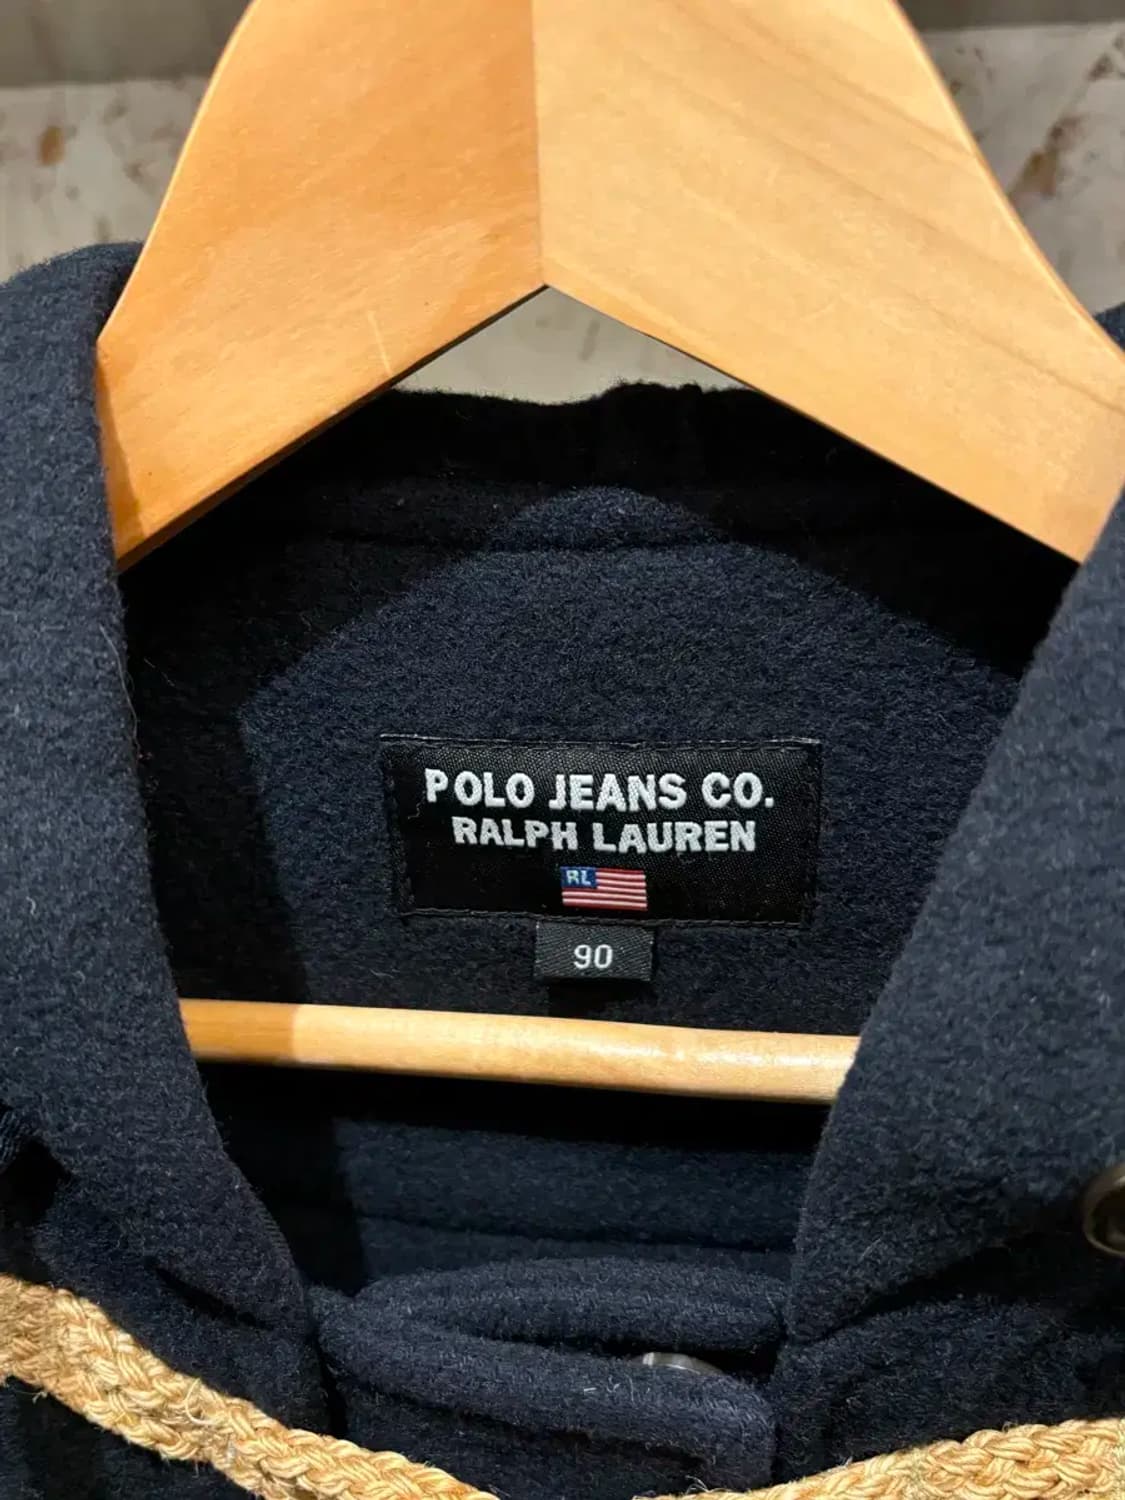 POLO JEANS CO.
RALPH LAUREN
RL
90